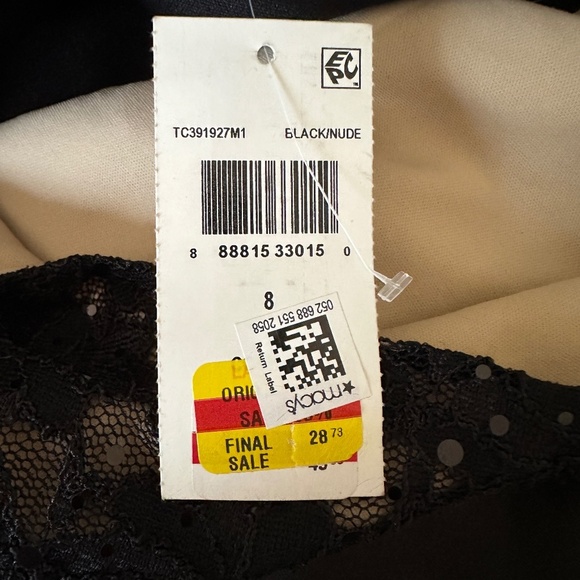 EPC
TC391927M1 BLACK/NUDE
8 88815 33015 0
8
052 688 551 2058
Return Label
★macy's
ORIG
SA
FINAL SALE 28 73